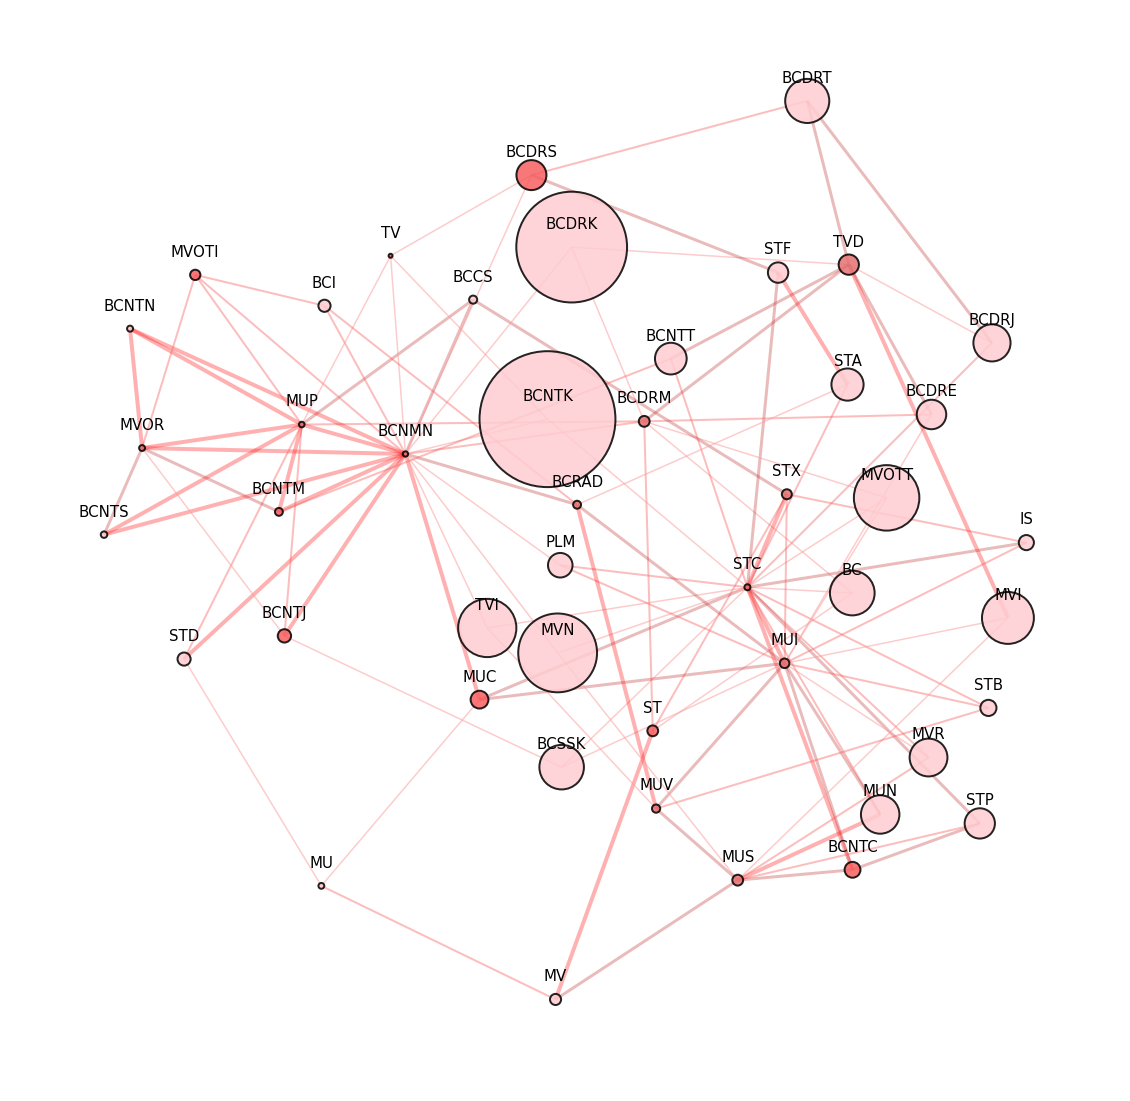 BCDRT
BCDRS
BCDRK
TV
MVOTI
STF
TVD
BCI
BCCS
BCNTN
BCDRJ
BCNTT
STA
BCDRE
MUP
BCNTK
BCDRM
MVOR
BCNMN
BCNTM
BCRAD
STX
MVOTT
BCNTS
IS
PLM
STC
BC
MVI
TVI
BCNTJ
MVN
STD
MUI
MUC
STB
ST
BCSSK
MVR
MUV
MUN
STP
MUS
BCNTC
MU
MV